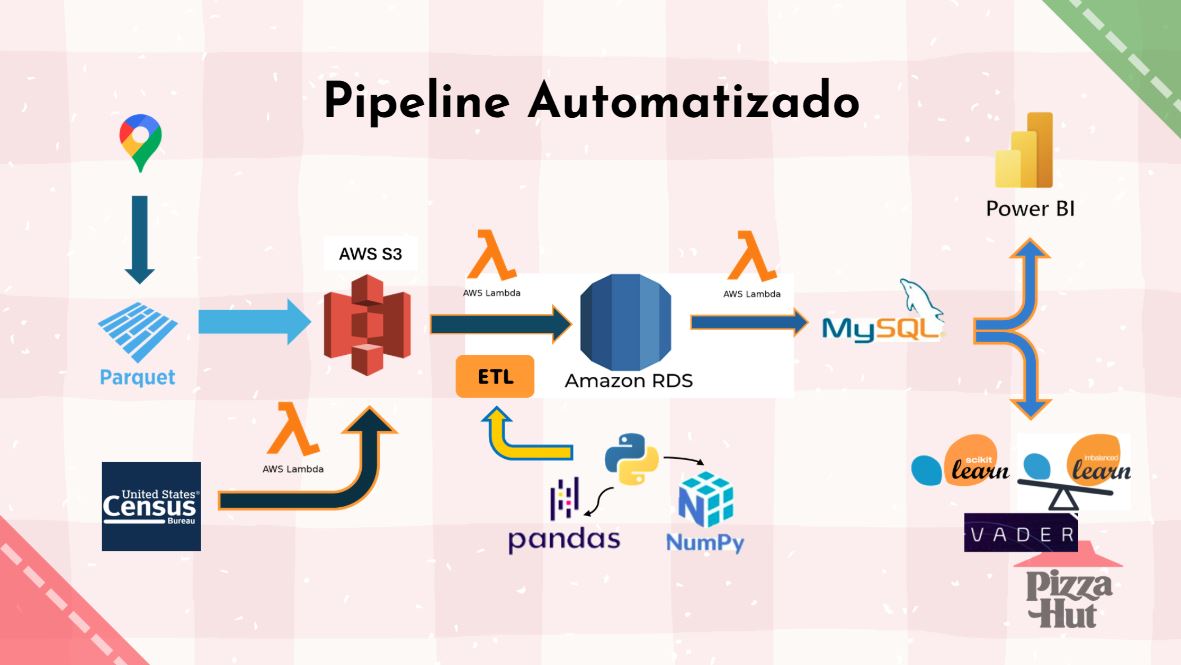 Pipeline Automatizado
Power BI
AWS S3
AWS Lambda
AWS Lambda
MySQL
Parquet
ETL
Amazon RDS
AWS Lambda
United States®
Census
Bureau
pandas
NumPy
scikit
learn
imbalanced
learn
VADER
Pizza
Hut